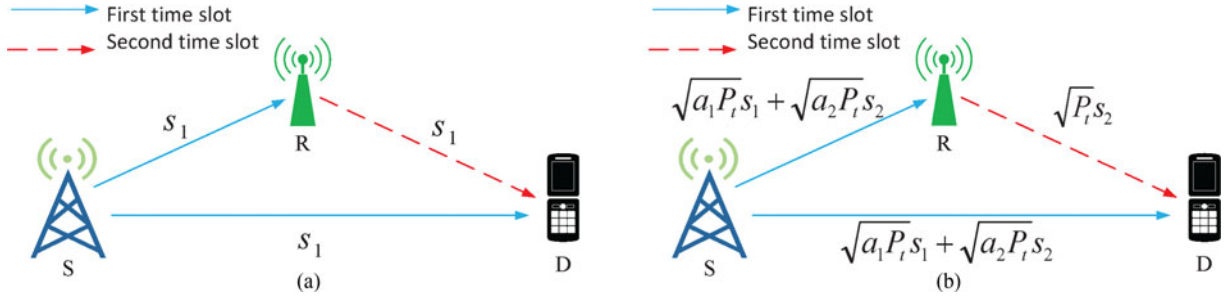 First time slot
Second time slot
s₁
R
s₁
S
s₁
D
(a)
First time slot
Second time slot
√(a₁Pₜ)s₁ + √(a₂Pₜ)s₂
R
√(Pₜ)s₂
S
√(a₁Pₜ)s₁ + √(a₂Pₜ)s₂
D
(b)